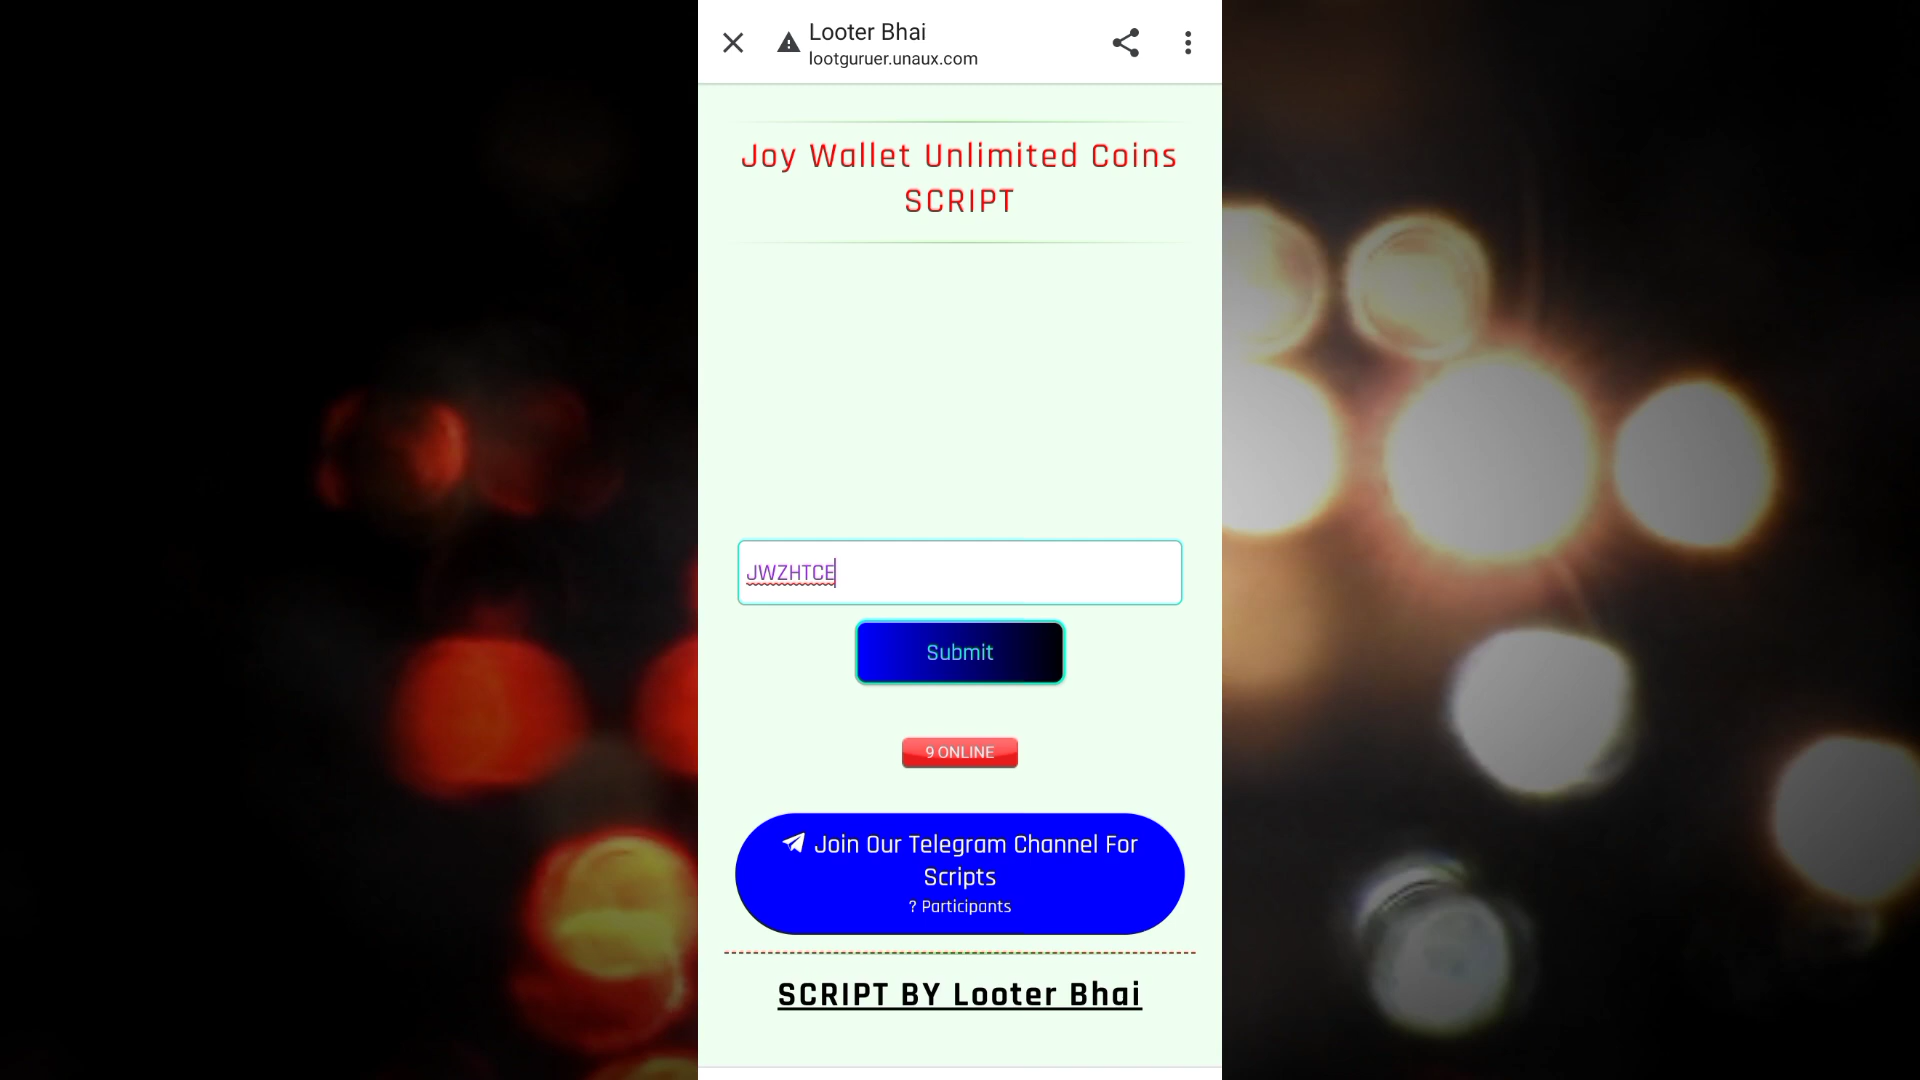 Looter Bhai
lootguruer.unaux.com
Joy Wallet Unlimited Coins
SCRIPT
JWZHTCE
Submit
9 ONLINE
Join Our Telegram Channel For
Scripts
? Participants
SCRIPT BY Looter Bhai